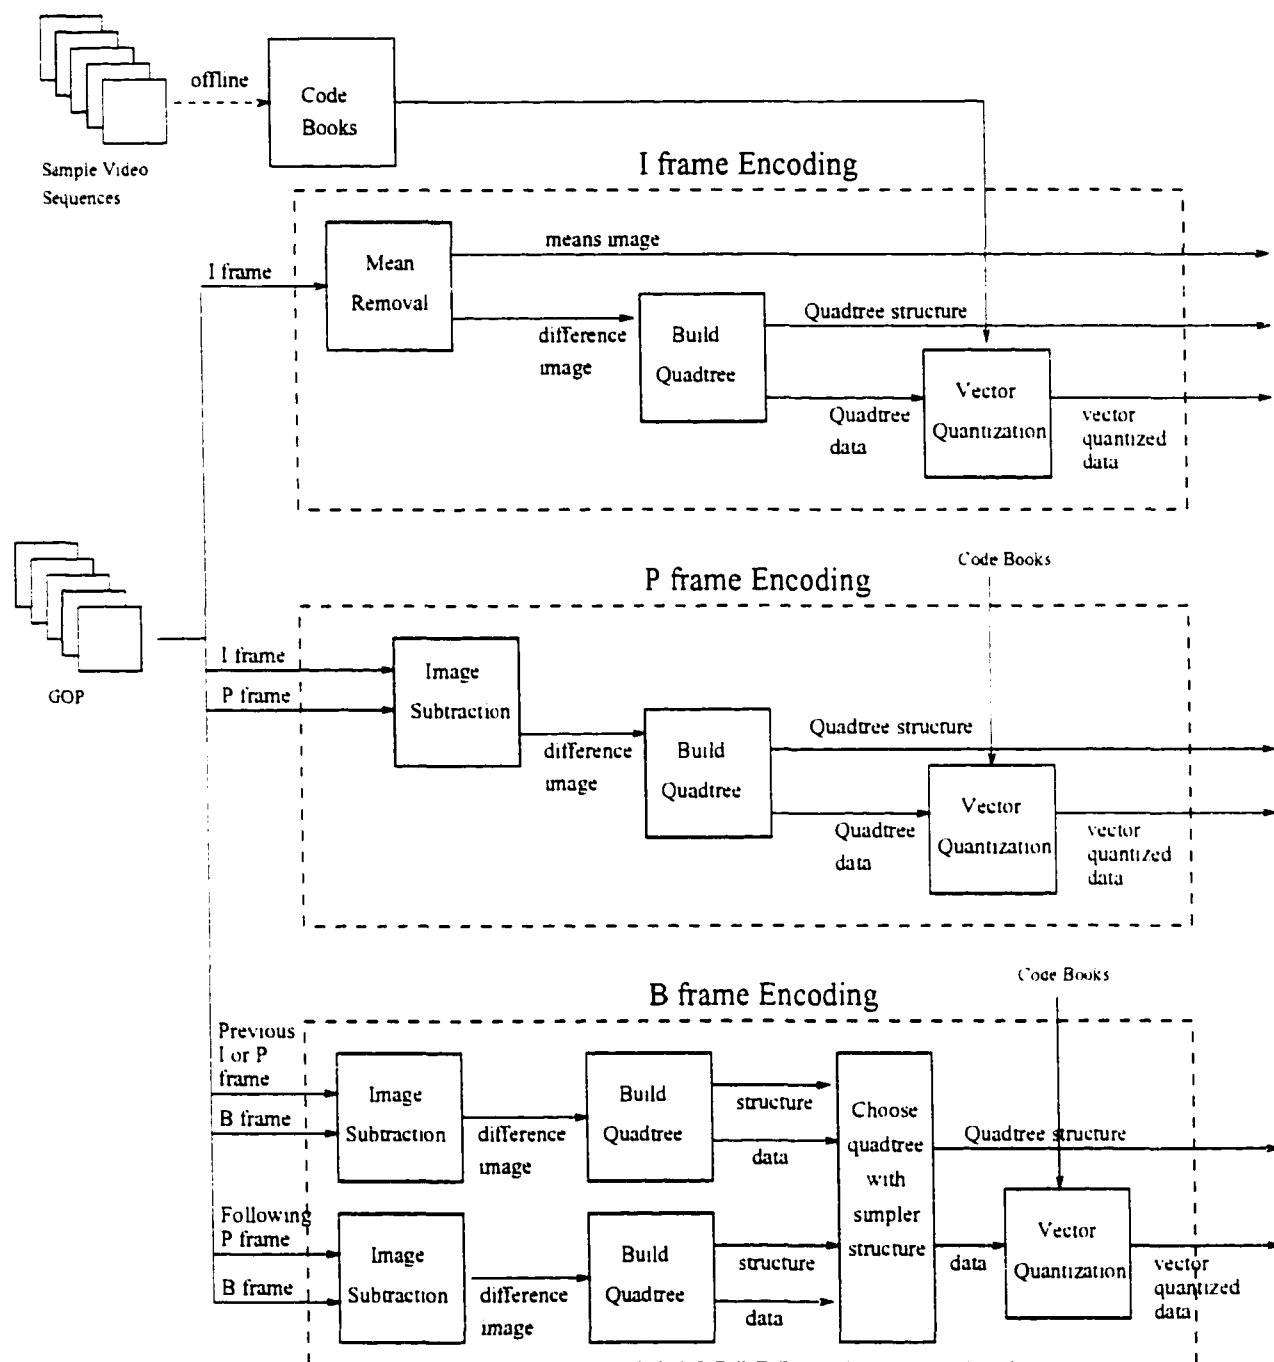 offline
Code
Books
Sample Video
Sequences
I frame Encoding
means image
Mean
Removal
I frame
Quadtree structure
difference
image
Build
Quadtree
Vector
Quantization
Quadtree
data
vector
quantized
data
Code Books
P frame Encoding
GOP
I frame
P frame
Image
Subtraction
Quadtree structure
difference
image
Build
Quadtree
Vector
Quantization
Quadtree
data
vector
quantized
data
Code Books
B frame Encoding
Previous
I or P
frame
B frame
Image
Subtraction
difference
image
Build
Quadtree
structure
data
Choose
quadtree
with
simpler
structure
Quadtree structure
Following
P frame
B frame
Image
Subtraction
difference
image
Build
Quadtree
structure
data
data
Vector
Quantization
vector
quantized
data